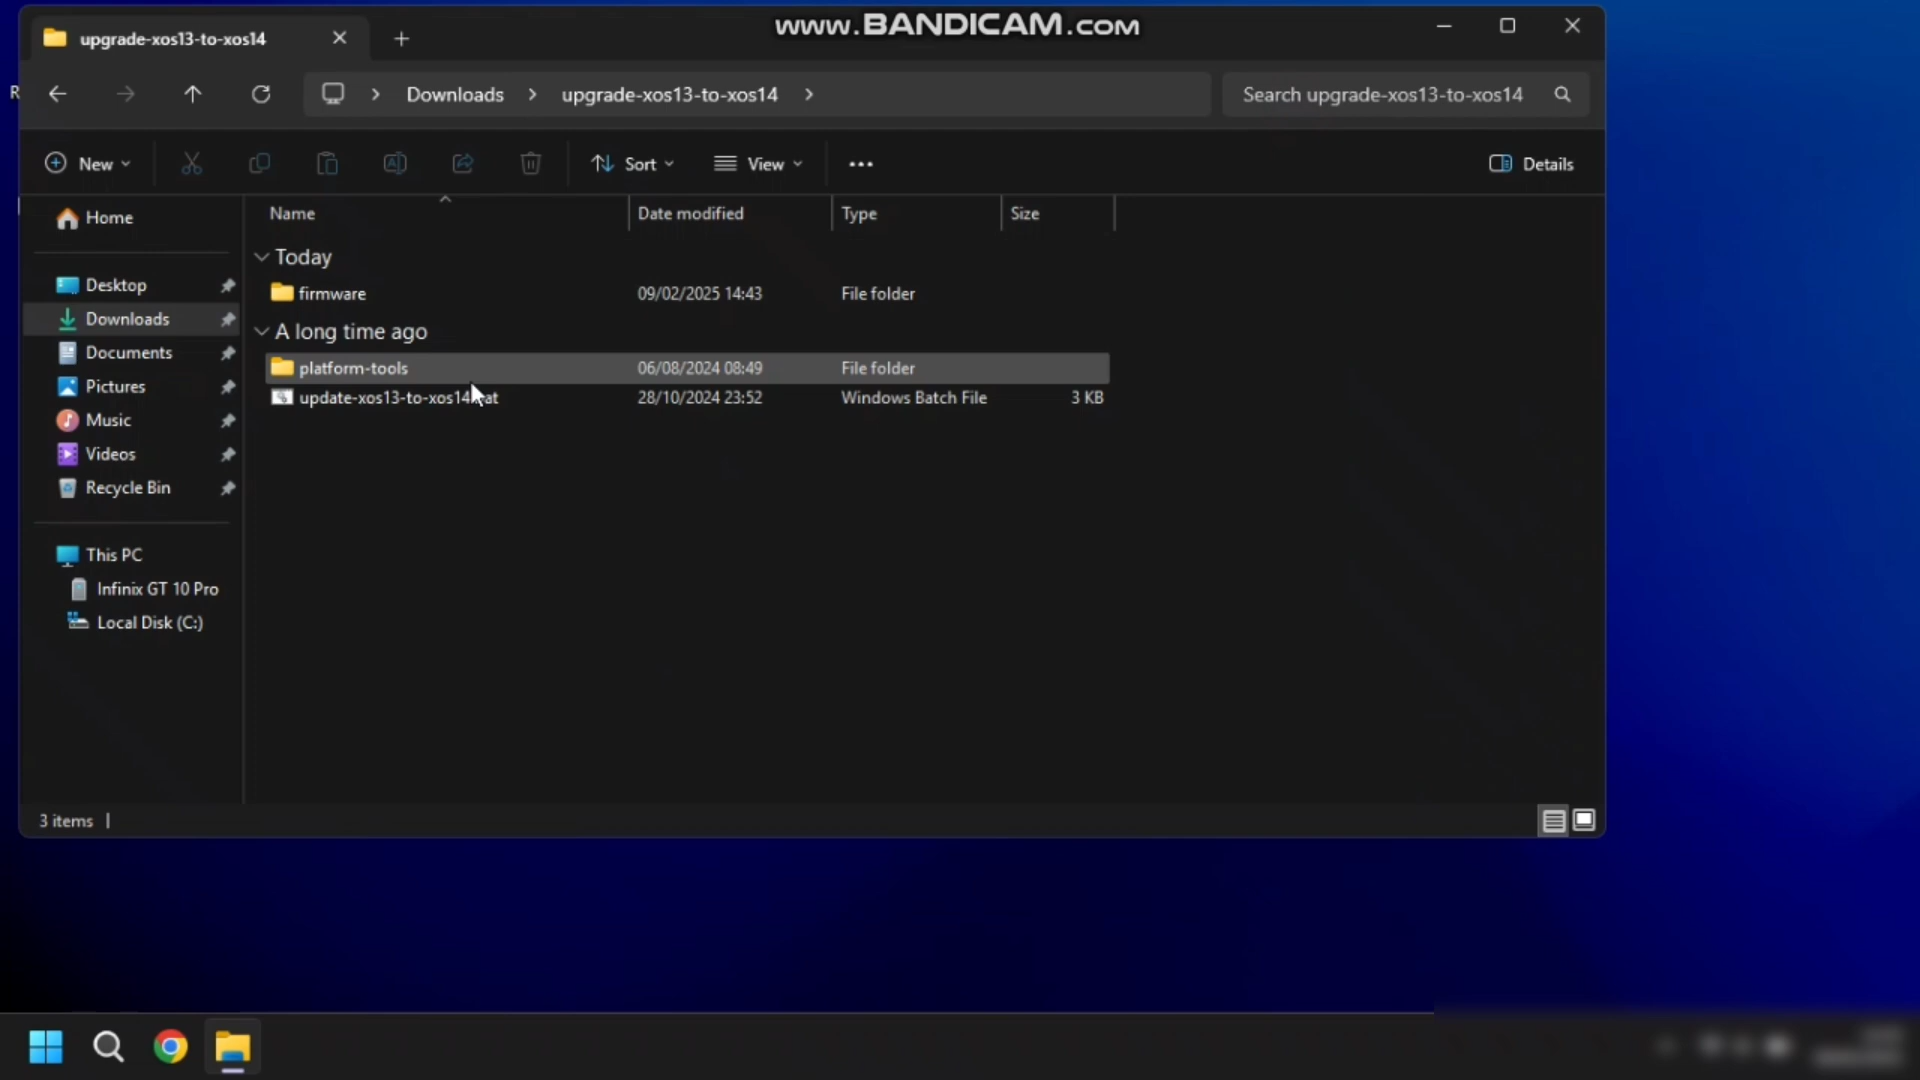 www.BANDICAM.com
upgrade-xos13-to-xos14
R
Downloads
upgrade-xos13-to-xos14
Search upgrade-xos13-to-xos14
New
Sort
View
Details
Name
Date modified
Type
Size
Home
Today
Desktop
firmware
09/02/2025 14:43
File folder
Downloads
A long time ago
Documents
platform-tools
06/08/2024 08:49
File folder
Pictures
update-xos13-to-xos14
28/10/2024 23:52
Windows Batch File
3 KB
Music
Videos
Recycle Bin
This PC
Infinix GT 10 Pro
Local Disk (C:)
3 items